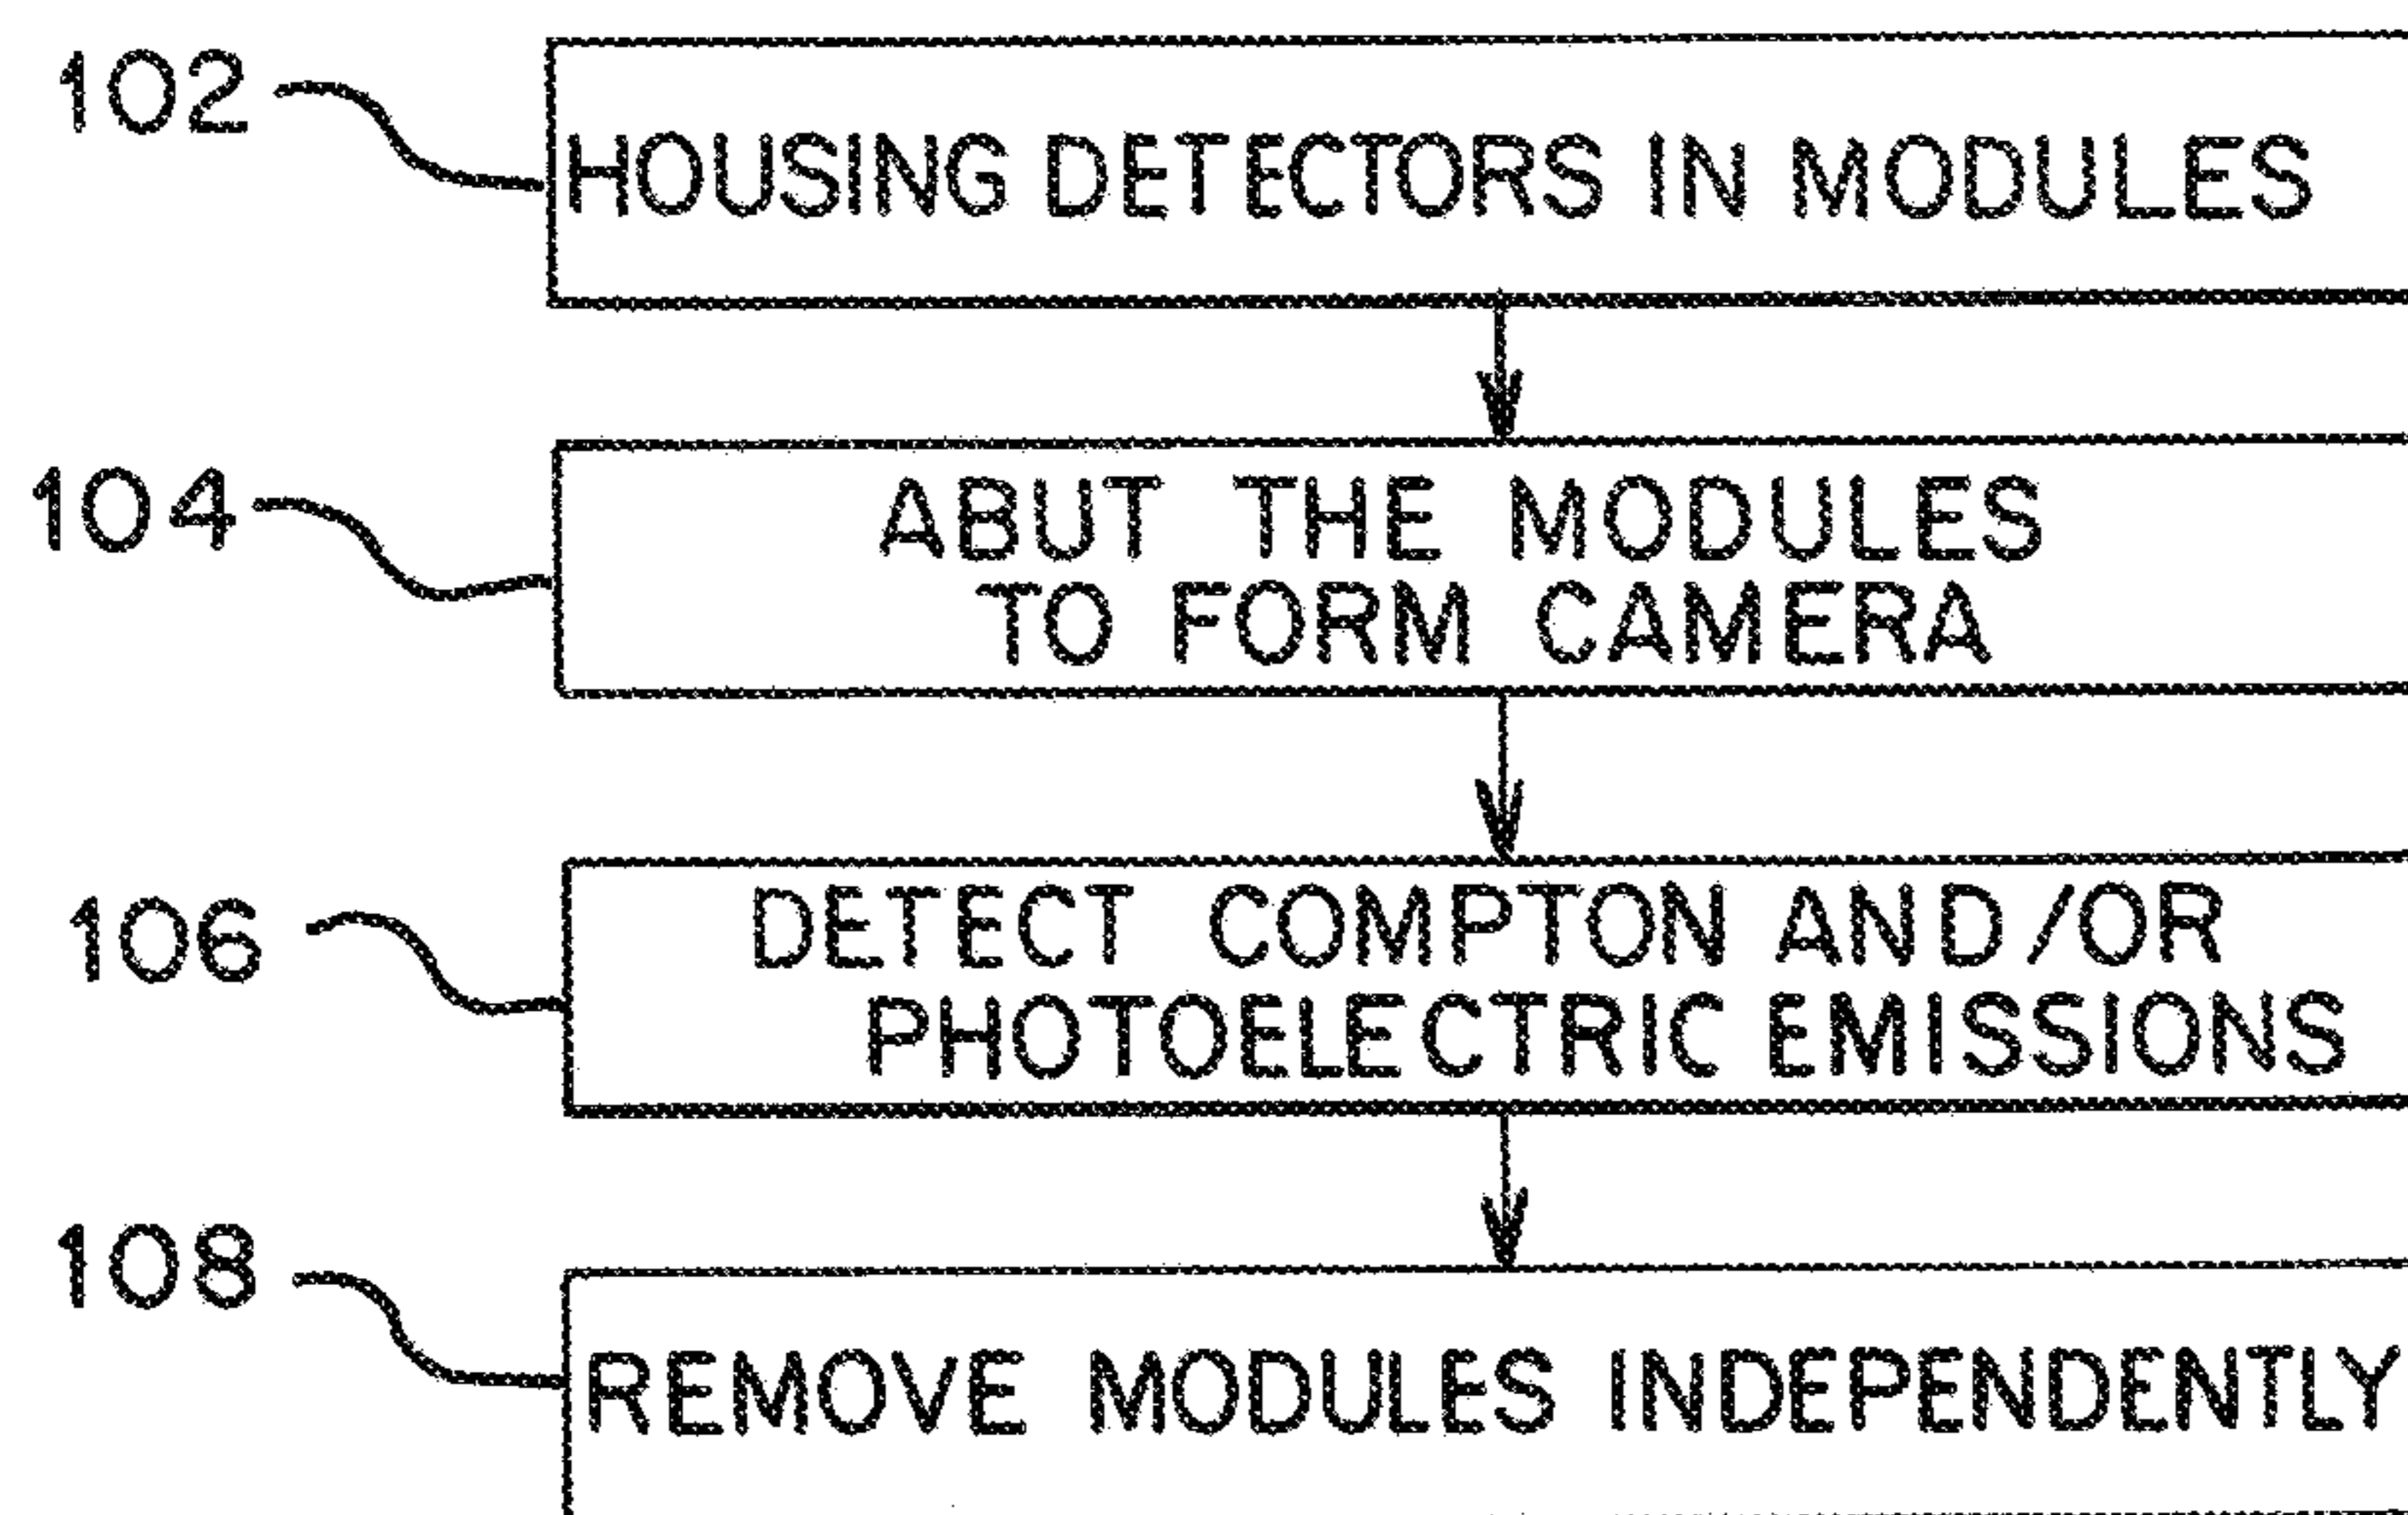 102
HOUSING DETECTORS IN MODULES
104
ABUT THE MODULES
TO FORM CAMERA
106
DETECT COMPTON AND/OR
PHOTOELECTRIC EMISSIONS
108
REMOVE MODULES INDEPENDENTLY